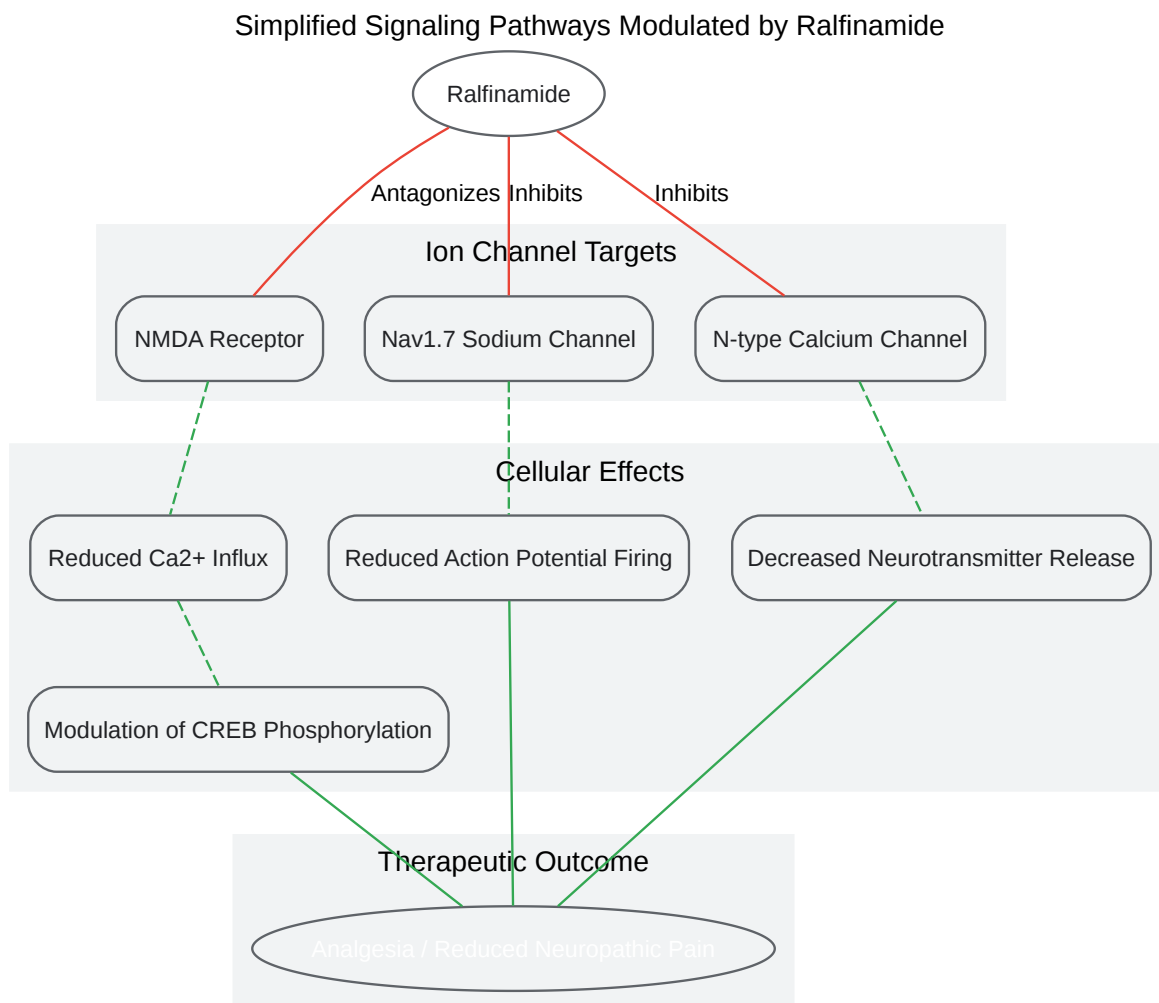 Simplified Signaling Pathways Modulated by Ralfinamide
Ralfinamide
Antagonizes
Inhibits
Inhibits
Ion Channel Targets
NMDA Receptor
Nav1.7 Sodium Channel
N-type Calcium Channel
Cellular Effects
Reduced Ca2+ Influx
Reduced Action Potential Firing
Decreased Neurotransmitter Release
Modulation of CREB Phosphorylation
Therapeutic Outcome
Analgesia / Reduced Neuropathic Pain